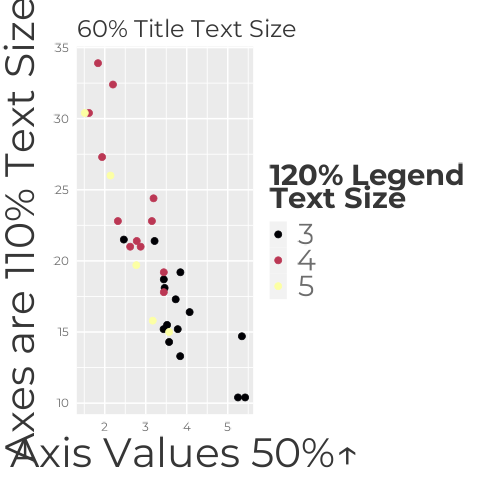 60% Title Text Size
Axes are 110% Text Size
35
30
25
20
15
10
2 3 4 5
Axis Values 50%↑
120% Legend
Text Size
3
4
5